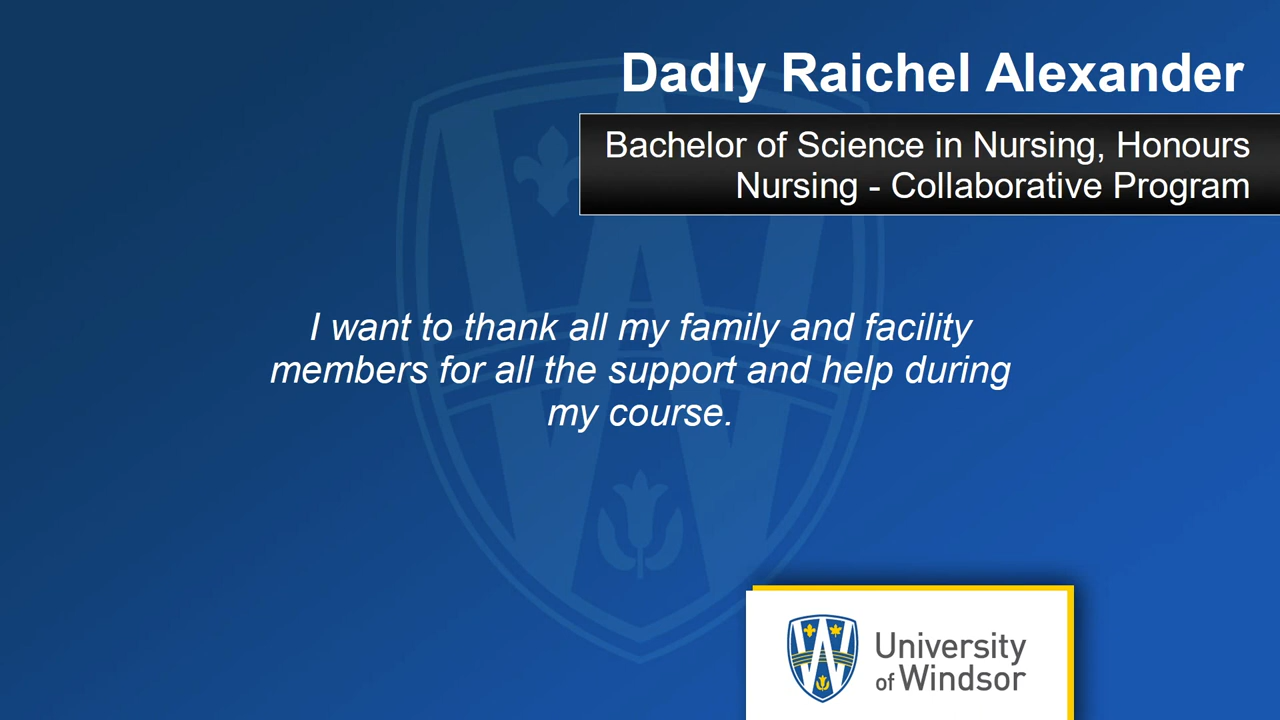 Dadly Raichel Alexander
Bachelor of Science in Nursing, Honours
Nursing - Collaborative Program
I want to thank all my family and facility
members for all the support and help during
my course.
University
of Windsor